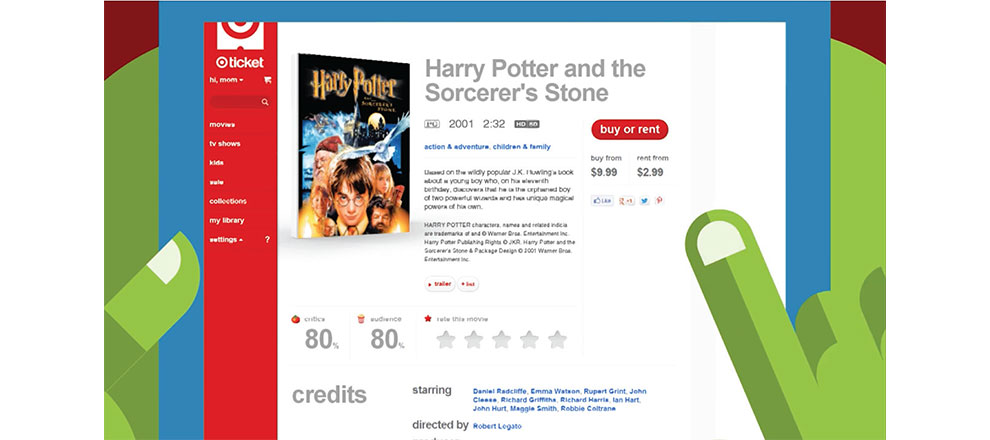 ticket
hi, mom
movies
tv shows
kids
sale
collections
my library
settings ?
Harry Potter
AND THE
SORCERER'S STONE
Harry Potter and the
Sorcerer's Stone
PG 2001 2:32 HD SD
action & adventure, children & family
Based on the wildly popular J.K. Rowling's book
about a young boy who, on his eleventh
birthday, discovers that he is the orphaned boy
of two powerful wizards and has unique magical
powers of his own.
HARRY POTTER characters, names and related indicia
are trademarks of and © Warner Bros. Entertainment Inc.
Harry Potter Publishing Rights © JKR. Harry Potter and the
Sorcerer's Stone & Package Design © 2001 Warner Bros.
Entertainment Inc.
trailer + list
buy or rent
buy from rent from
$9.99 $2.99
Like +1
critics audience rate this movie
80% 80%
credits
starring
Daniel Radcliffe, Emma Watson, Rupert Grint, John
Cleese, Richard Griffiths, Richard Harris, Ian Hart,
John Hurt, Maggie Smith, Robbie Coltrane
directed by Robert Legato